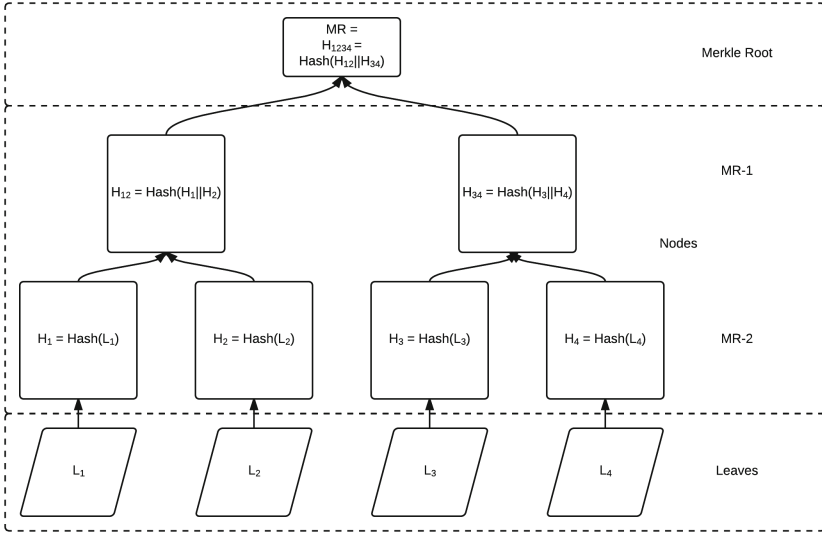 MR =
H₁₂₃₄ =
Hash(H₁₂||H₃₄)
Merkle Root
H₁₂ = Hash(H₁||H₂)
H₃₄ = Hash(H₃||H₄)
MR-1
Nodes
H₁ = Hash(L₁)
H₂ = Hash(L₂)
H₃ = Hash(L₃)
H₄ = Hash(L₄)
MR-2
L₁
L₂
L₃
L₄
Leaves